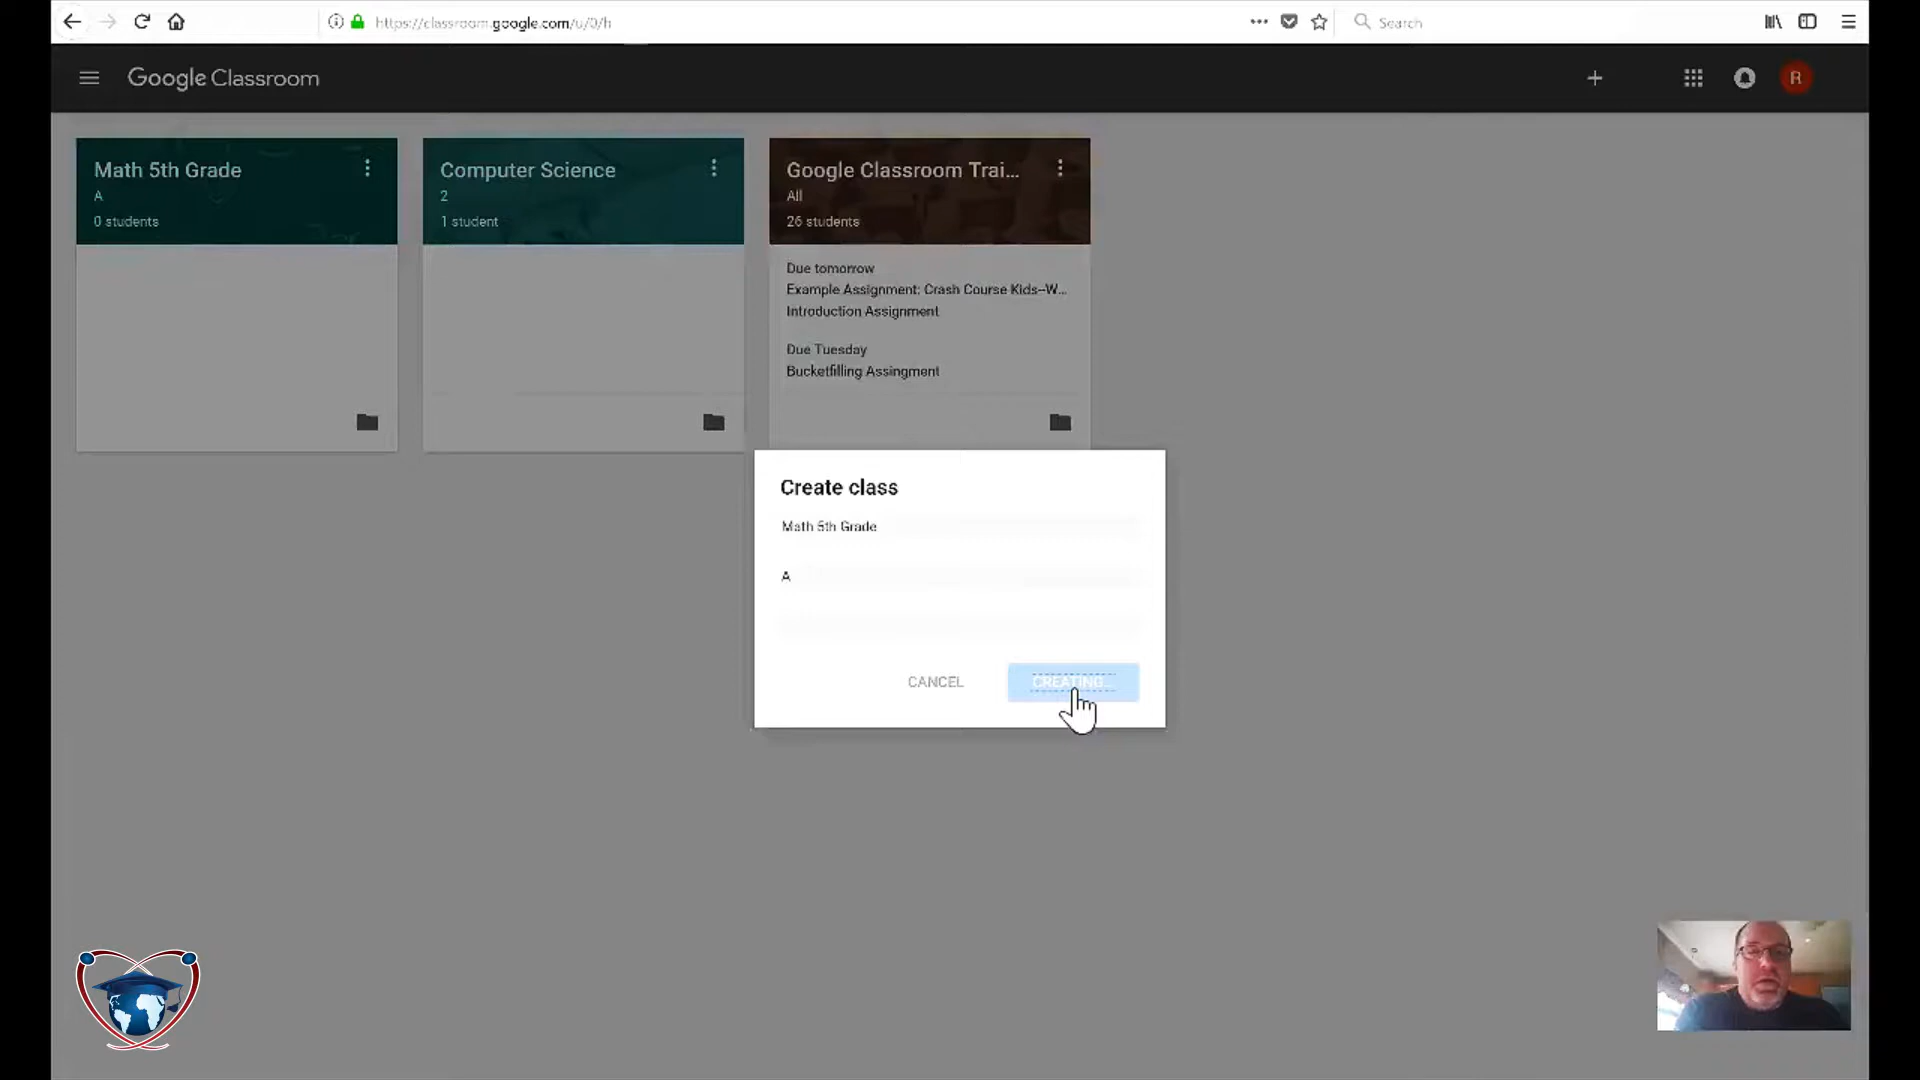 https://classroom.google.com/u/0/h
Search
Google Classroom
R
Math 5th Grade
A
0 students
Computer Science
2
1 student
Google Classroom Trai...
All
26 students
Due tomorrow
Example Assignment: Crash Course Kids--W...
Introduction Assignment
Due Tuesday
Bucketfilling Assingment
Create class
Math 5th Grade
A
CANCEL
CREATING...